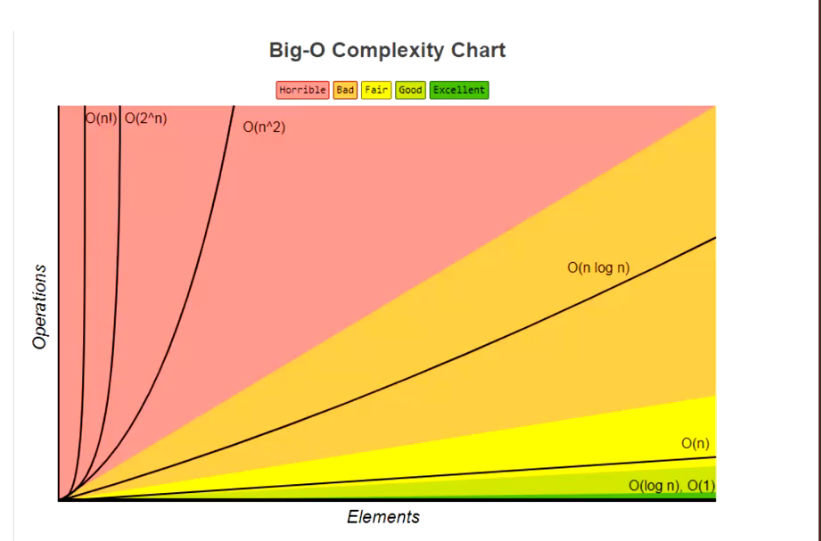 Big-O Complexity Chart
Horrible Bad Fair Good Excellent
O(n!) O(2^n)
O(n^2)
O(n log n)
O(n)
O(log n), O(1)
Operations
Elements